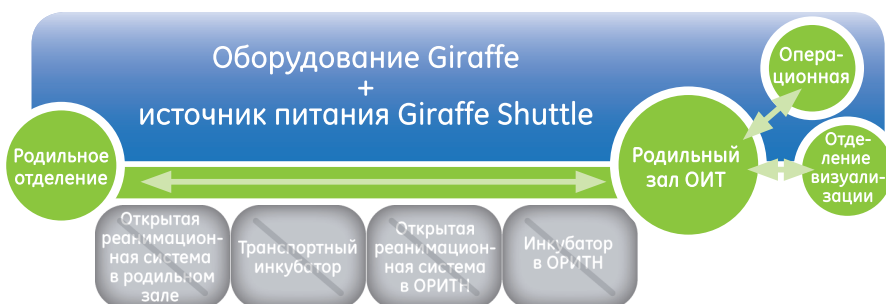 Оборудование Giraffe
+
источник питания Giraffe Shuttle
Родильное
отделение
Родильный
зал ОИТ
Опера-
ционная
Отде-
ление
визуали-
зации
Открытая
реанимацион-
ная система
в родильном
зале
Транспортный
инкубатор
Открытая
реанимацион-
ная система
в ОРИТН
Инкубатор
в ОРИТН